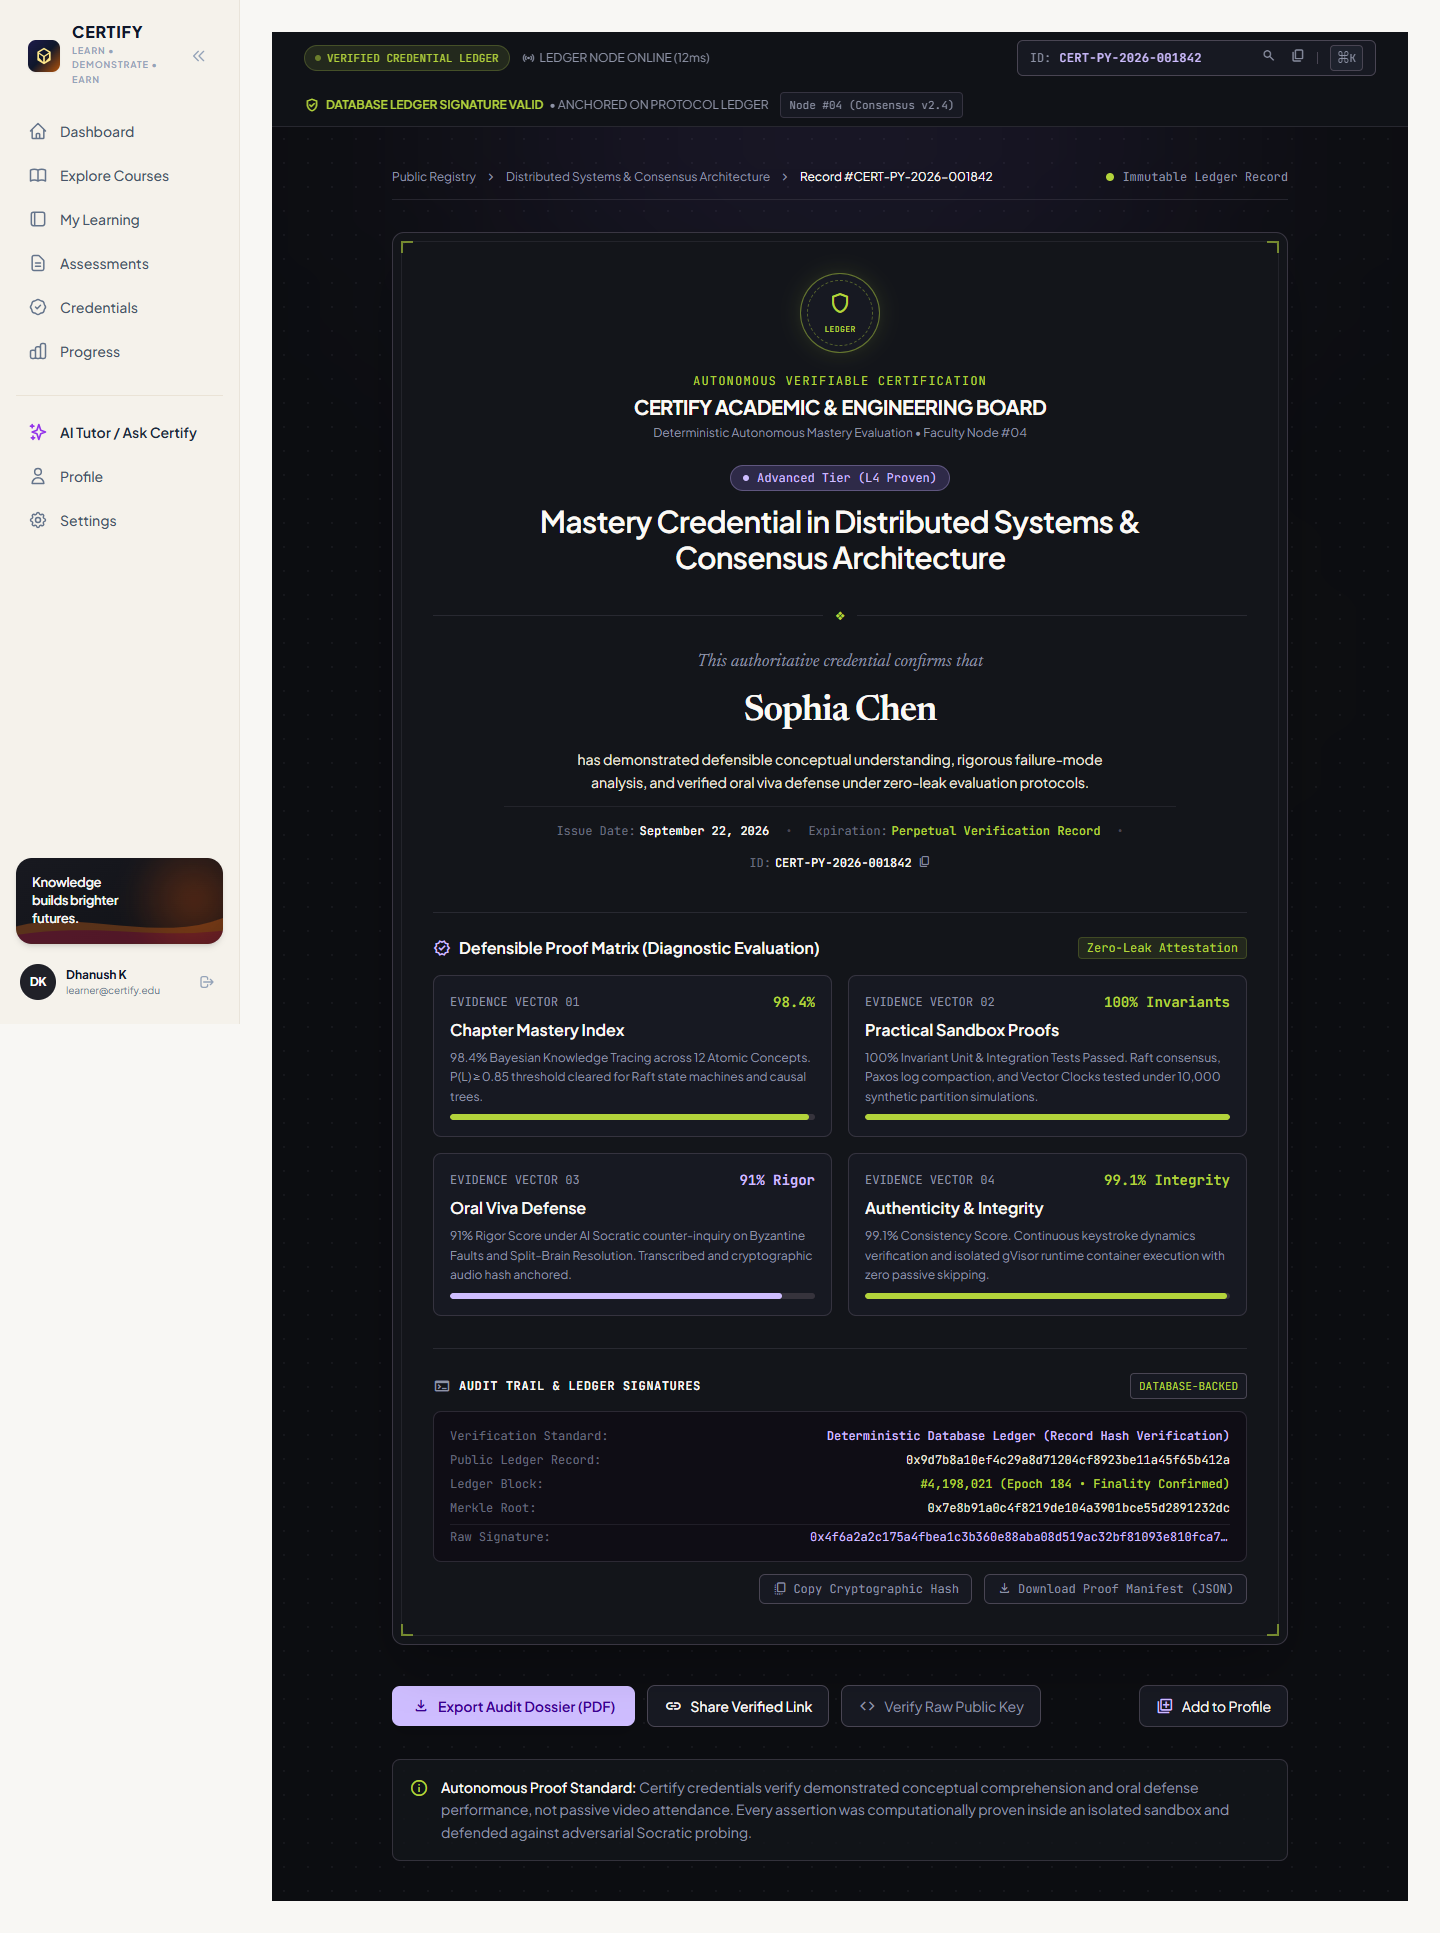 CERTIFY
LEARN •
DEMONSTRATE •
EARN
Dashboard
Explore Courses
My Learning
Assessments
Credentials
Progress
AI Tutor / Ask Certify
Profile
Settings
Knowledge
builds brighter
futures.
DK
Dhanush K
learner@certify.edu
VERIFIED CREDENTIAL LEDGER
LEDGER NODE ONLINE (12ms)
ID: CERT-PY-2026-001842
⌘K
DATABASE LEDGER SIGNATURE VALID • ANCHORED ON PROTOCOL LEDGER
Node #04 (Consensus v2.4)
Public Registry > Distributed Systems & Consensus Architecture > Record #CERT-PY-2026-001842
Immutable Ledger Record
LEDGER
AUTONOMOUS VERIFIABLE CERTIFICATION
CERTIFY ACADEMIC & ENGINEERING BOARD
Deterministic Autonomous Mastery Evaluation • Faculty Node #04
Advanced Tier (L4 Proven)
Mastery Credential in Distributed Systems &
Consensus Architecture
This authoritative credential confirms that
Sophia Chen
has demonstrated defensible conceptual understanding, rigorous failure-mode
analysis, and verified oral viva defense under zero-leak evaluation protocols.
Issue Date: September 22, 2026 • Expiration: Perpetual Verification Record •
ID: CERT-PY-2026-001842
Defensible Proof Matrix (Diagnostic Evaluation)
Zero-Leak Attestation
EVIDENCE VECTOR 01
98.4%
Chapter Mastery Index
98.4% Bayesian Knowledge Tracing across 12 Atomic Concepts.
P(L) ≥ 0.85 threshold cleared for Raft state machines and causal
trees.
EVIDENCE VECTOR 02
100% Invariants
Practical Sandbox Proofs
100% Invariant Unit & Integration Tests Passed. Raft consensus,
Paxos log compaction, and Vector Clocks tested under 10,000
synthetic partition simulations.
EVIDENCE VECTOR 03
91% Rigor
Oral Viva Defense
91% Rigor Score under AI Socratic counter-inquiry on Byzantine
Faults and Split-Brain Resolution. Transcribed and cryptographic
audio hash anchored.
EVIDENCE VECTOR 04
99.1% Integrity
Authenticity & Integrity
99.1% Consistency Score. Continuous keystroke dynamics
verification and isolated gVisor runtime container execution with
zero passive skipping.
AUDIT TRAIL & LEDGER SIGNATURES
DATABASE-BACKED
Verification Standard: Deterministic Database Ledger (Record Hash Verification)
Public Ledger Record: 0x9d7b8a10ef4c29a8d71204cf8923be11a45f65b412a
Ledger Block: #4,198,021 (Epoch 184 • Finality Confirmed)
Merkle Root: 0x7e8b91a0c4f8219de104a3901bce55d2891232dc
Raw Signature: 0x4f6a2a2c175a4fbea1c3b360e88aba08d519ac32bf81093e810fca7…
Copy Cryptographic Hash
Download Proof Manifest (JSON)
Export Audit Dossier (PDF)
Share Verified Link
Verify Raw Public Key
Add to Profile
Autonomous Proof Standard: Certify credentials verify demonstrated conceptual comprehension and oral defense
performance, not passive video attendance. Every assertion was computationally proven inside an isolated sandbox and
defended against adversarial Socratic probing.